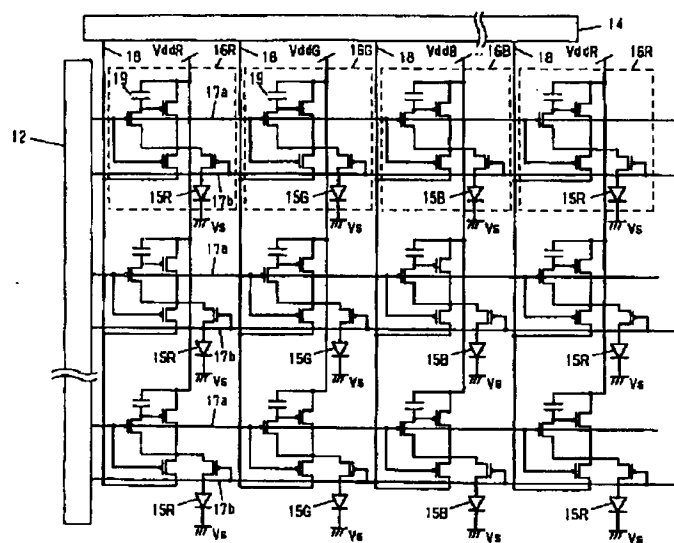 14
18 VddR 16R 18 VddG 16G 18 VddB 16B 18 VddR 16R
19 17a 19
12
15R 17b 15G 15B 15R
Vs Vs Vs Vs
17a
15R 17b 15G 15B 15R
Vs Vs Vs Vs
17a
15R 17b 15G 15B 15R
Vs Vs Vs Vs